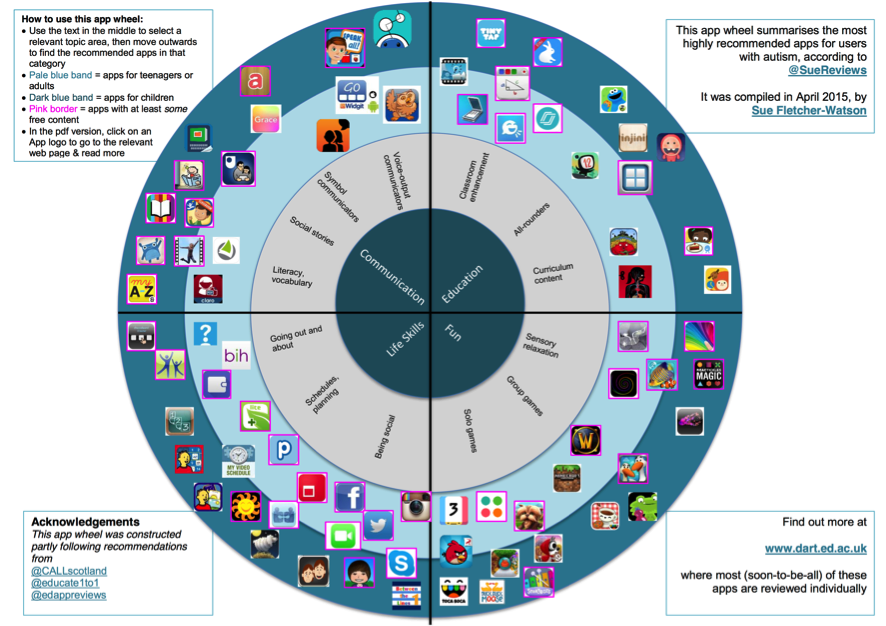 How to use this app wheel:
• Use the text in the middle to select a
relevant topic area, then move outwards
to find the recommended apps in that
category
• Pale blue band = apps for teenagers or
adults
• Dark blue band = apps for children
• Pink border = apps with at least some
free content
• In the pdf version, click on an
App logo to go to the relevant
web page & read more
This app wheel summarises the most
highly recommended apps for users
with autism, according to
@SueReviews
It was compiled in April 2015, by
Sue Fletcher-Watson
SPEAK
all!
TINY
TAP
a
GO
Widgit
Grace
injini
12
Voice-output
communicators
Symbol
communicators
Social stories
Literacy,
vocabulary
Classroom
enhancement
All-rounders
Curriculum
content
Communication
Education
Life Skills
Fun
my
A-Z
claro
Going out and
about
Schedules,
planning
Being social
Sensory
relaxation
Group games
Solo games
?
bih
MAGIC
W
MY VIDEO
SCHEDULE
P
f
3
S
Between
the
Lines
TOCA BOCA
Acknowledgements
This app wheel was constructed
partly following recommendations
from
@CALLscotland
@educate1to1
@edappreviews
Find out more at
www.dart.ed.ac.uk
where most (soon-to-be-all) of these
apps are reviewed individually